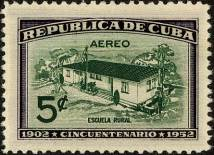 REPUBLICA DE CUBA
AEREO
5¢
ESCUELA RURAL
1902 CINCUENTENARIO 1952